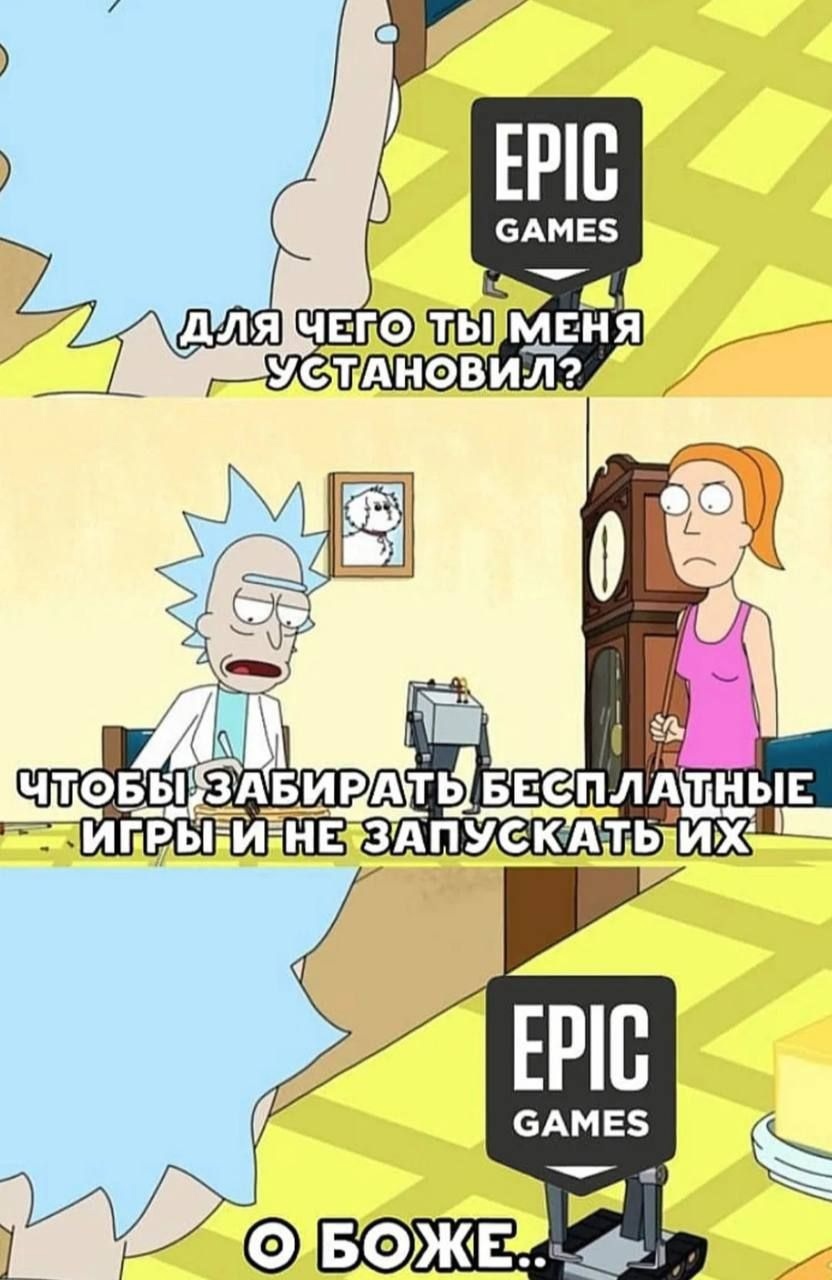 EPIC
GAMES
ДЛЯ ЧЕГО ТЫ МЕНЯ
УСТАНОВИЛ?
ЧТОБЫ ЗАБИРАТЬ БЕСПЛАТНЫЕ
ИГРЫ И НЕ ЗАПУСКАТЬ ИХ
EPIC
GAMES
О БОЖЕ..